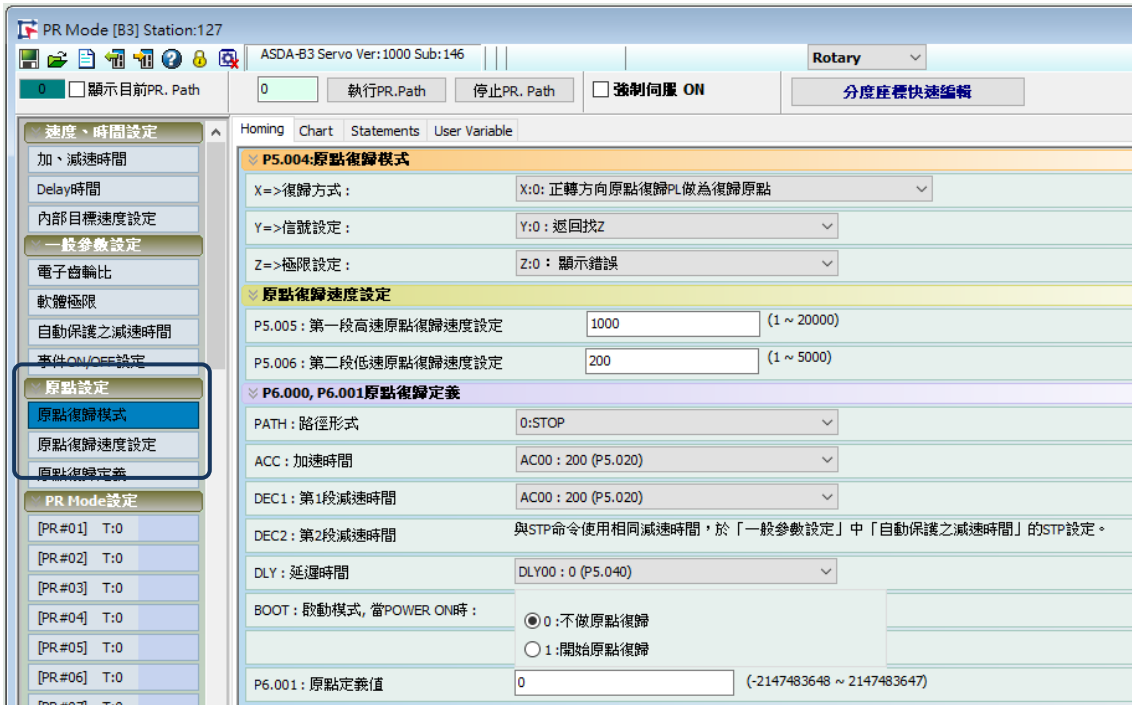 PR Mode [B3] Station:127
ASDA-B3 Servo Ver:1000 Sub:146
Rotary
0 顯示目前PR. Path
0 執行PR.Path 停止PR. Path 強制伺服 ON 分度座標快速編輯
速度、時間設定
加、減速時間
Delay時間
內部目標速度設定
一般參數設定
電子齒輪比
軟體極限
自動保護之減速時間
事件ON/OFF設定
原點設定
原點復歸模式
原點復歸速度設定
原點復歸定義
PR Mode設定
[PR#01] T:0
[PR#02] T:0
[PR#03] T:0
[PR#04] T:0
[PR#05] T:0
[PR#06] T:0
[PR#07] T:0
Homing Chart Statements User Variable
P5.004:原點復歸模式
X=>復歸方式 : X:0: 正轉方向原點復歸PL做為復歸原點
Y=>信號設定 : Y:0 : 返回找Z
Z=>極限設定 : Z:0 : 顯示錯誤
原點復歸速度設定
P5.005 : 第一段高速原點復歸速度設定 1000 (1 ~ 20000)
P5.006 : 第二段低速原點復歸速度設定 200 (1 ~ 5000)
P6.000, P6.001原點復歸定義
PATH : 路徑形式 0:STOP
ACC : 加速時間 AC00 : 200 (P5.020)
DEC1 : 第1段減速時間 AC00 : 200 (P5.020)
DEC2 : 第2段減速時間 與STP命令使用相同減速時間，於「一般參數設定」中「自動保護之減速時間」的STP設定。
DLY : 延遲時間 DLY00 : 0 (P5.040)
BOOT : 啟動模式, 當POWER ON時 :
0 :不做原點復歸
1 :開始原點復歸
P6.001 : 原點定義值 0 (-2147483648 ~ 2147483647)